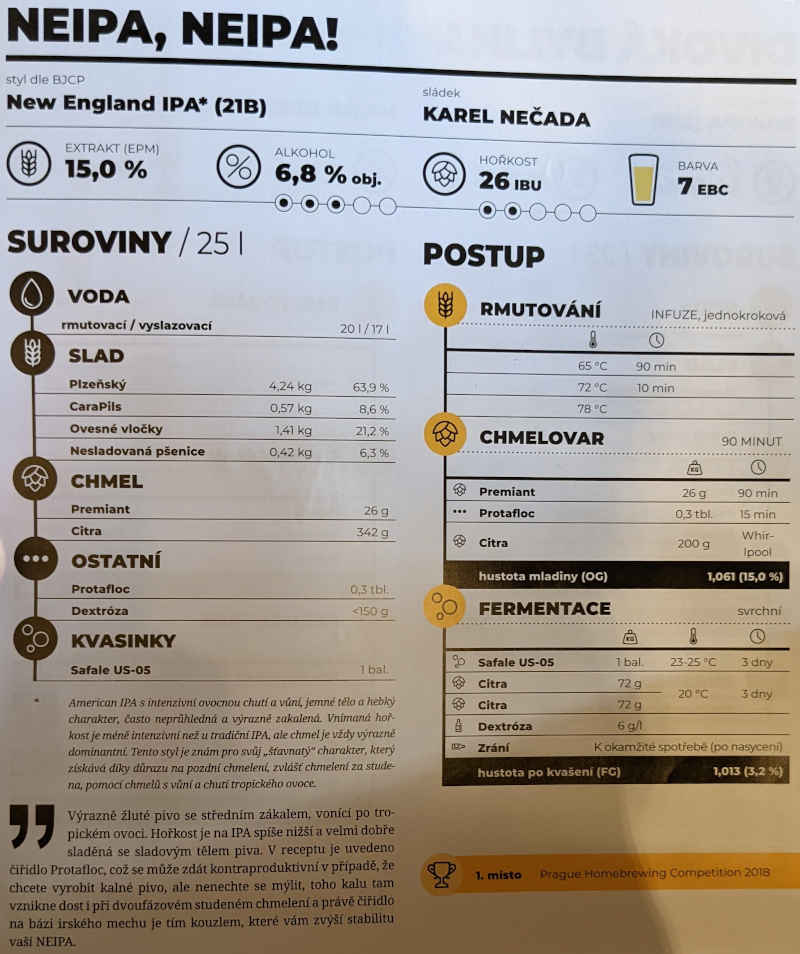 NEIPA, NEIPA!
styl dle BJCP
New England IPA* (21B)
sládek
KAREL NEČADA
EXTRAKT (EPM)
15,0 %
ALKOHOL
6,8 % obj.
HOŘKOST
26 IBU
BARVA
7 EBC
SUROVINY / 25 l
VODA
rmutovací / vyslazovací 20 l / 17 l
SLAD
Plzeňský 4,24 kg 63,9 %
CaraPils 0,57 kg 8,6 %
Ovesné vločky 1,41 kg 21,2 %
Nesladovaná pšenice 0,42 kg 6,3 %
CHMEL
Premiant 26 g
Citra 342 g
OSTATNÍ
Protafloc 0,3 tbl.
Dextróza <150 g
KVASINKY
Safale US-05 1 bal.
* American IPA s intenzivní ovocnou chutí a vůní, jemné tělo a hebký
charakter, často neprůhledná a výrazně zakalená. Vnímaná hoř-
kost je méně intenzivní než u tradiční IPA, ale chmel je vždy výrazně
dominantní. Tento styl je znám pro svůj „šťavnatý“ charakter, který
získává díky důrazu na pozdní chmelení, zvlášť chmelení za stude-
na, pomocí chmelů s vůní a chutí tropického ovoce.
Výrazně žluté pivo se středním zákalem, vonící po tro-
pickém ovoci. Hořkost je na IPA spíše nižší a velmi dobře
sladěná se sladovým tělem piva. V receptu je uvedeno
čiřidlo Protafloc, což se může zdát kontraproduktivní v případě, že
chcete vyrobit kalné pivo, ale nenechte se mýlit, toho kalu tam
vznikne dost i při dvoufázovém studeném chmelení a právě čiřidlo
na bázi irského mechu je tím kouzlem, které vám zvýší stabilitu
vaší NEIPA.
POSTUP
RMUTOVÁNÍ INFUZE, jednokroková
65 °C 90 min
72 °C 10 min
78 °C
CHMELOVAR 90 MINUT
KG
Premiant 26 g 90 min
Protafloc 0,3 tbl. 15 min
Citra 200 g Whir-
lpool
hustota mladiny (OG) 1,061 (15,0 %)
FERMENTACE svrchní
KG
Safale US-05 1 bal. 23-25 °C 3 dny
Citra 72 g
20 °C 3 dny
Citra 72 g
Dextróza 6 g/l
Zrání K okamžité spotřebě (po nasycení)
hustota po kvašení (FG) 1,013 (3,2 %)
1. místo Prague Homebrewing Competition 2018